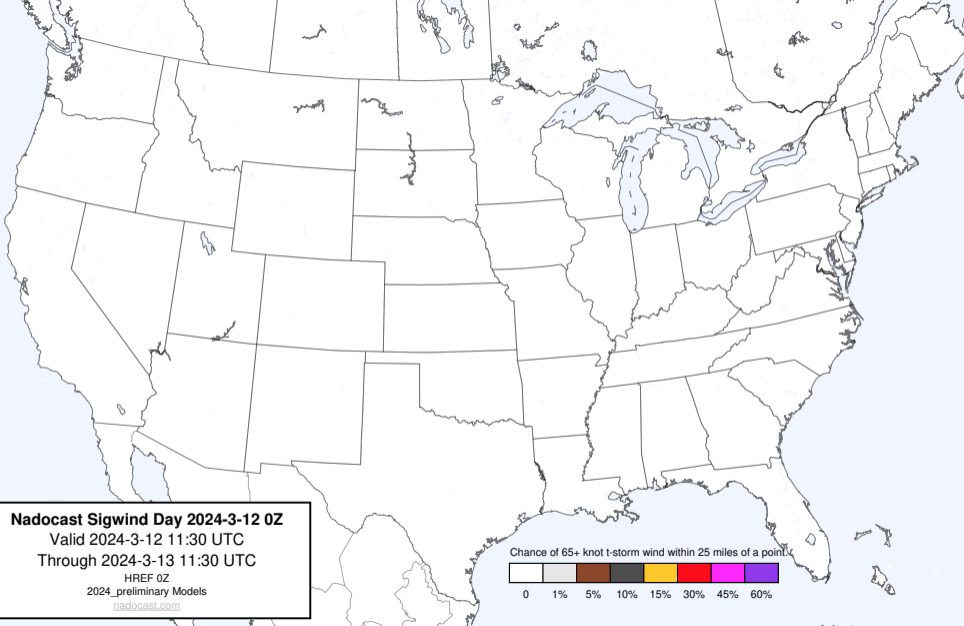 Nadocast Sigwind Day 2024-3-12 0Z
Valid 2024-3-12 11:30 UTC
Through 2024-3-13 11:30 UTC
HREF 0Z
2024_preliminary Models
nadocast.com
Chance of 65+ knot t-storm wind within 25 miles of a point.
0 1% 5% 10% 15% 30% 45% 60%